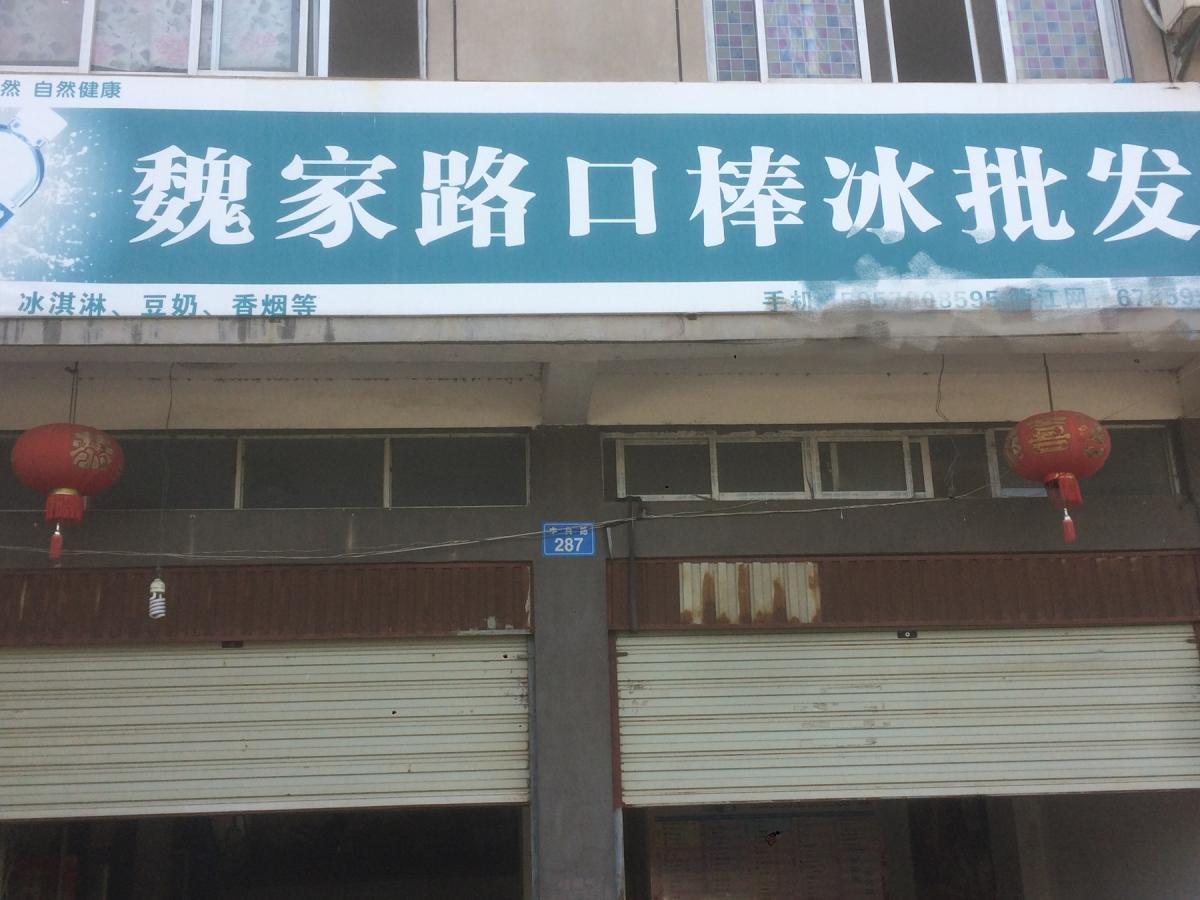 然 自然健康
魏家路口棒冰批发
冰淇淋、豆奶、香烟等
手机
287